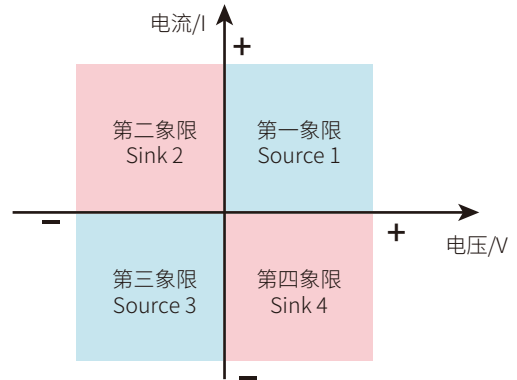 电流/I
+
第二象限
Sink 2
第一象限
Source 1
−
+
电压/V
第三象限
Source 3
第四象限
Sink 4
−